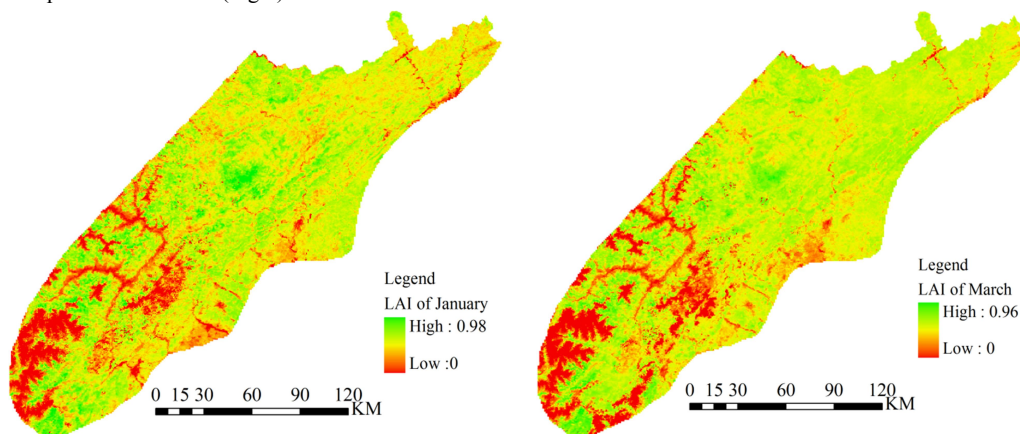 Legend
LAI of January
High : 0.98
Low :0
0 15 30 60 90 120
KM
Legend
LAI of March
High : 0.96
Low : 0
0 15 30 60 90 120
KM